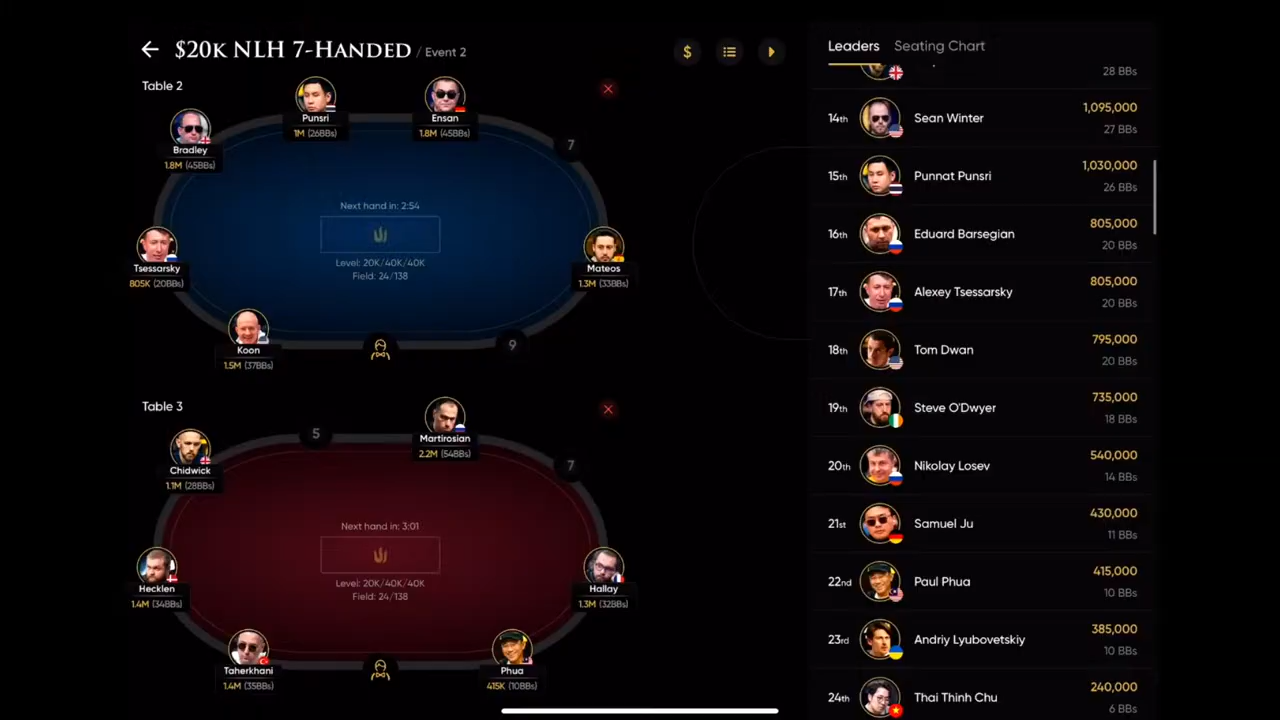 $20K NLH 7-HANDED / Event 2
Table 2
Punsri
1M (26BBs)
Ensan
1.8M (45BBs)
Bradley
1.8M (45BBs)
7
Next hand in: 2:54
Level: 20K/40K/40K
Field: 24/138
Tsessarsky
805K (20BBs)
Mateos
1.3M (33BBs)
Koon
1.5M (37BBs)
9
Table 3
5
Martirosian
2.2M (54BBs)
Chidwick
1.1M (28BBs)
7
Next hand in: 3:01
Level: 20K/40K/40K
Field: 24/138
Hecklen
1.4M (34BBs)
Hallay
1.3M (32BBs)
Taherkhani
1.4M (35BBs)
Phua
415K (10BBs)
Leaders Seating Chart
28 BBs
14th Sean Winter 1,095,000
27 BBs
15th Punnat Punsri 1,030,000
26 BBs
16th Eduard Barsegian 805,000
20 BBs
17th Alexey Tsessarsky 805,000
20 BBs
18th Tom Dwan 795,000
20 BBs
19th Steve O'Dwyer 735,000
18 BBs
20th Nikolay Losev 540,000
14 BBs
21st Samuel Ju 430,000
11 BBs
22nd Paul Phua 415,000
10 BBs
23rd Andriy Lyubovetskiy 385,000
10 BBs
24th Thai Thinh Chu 240,000
6 BBs